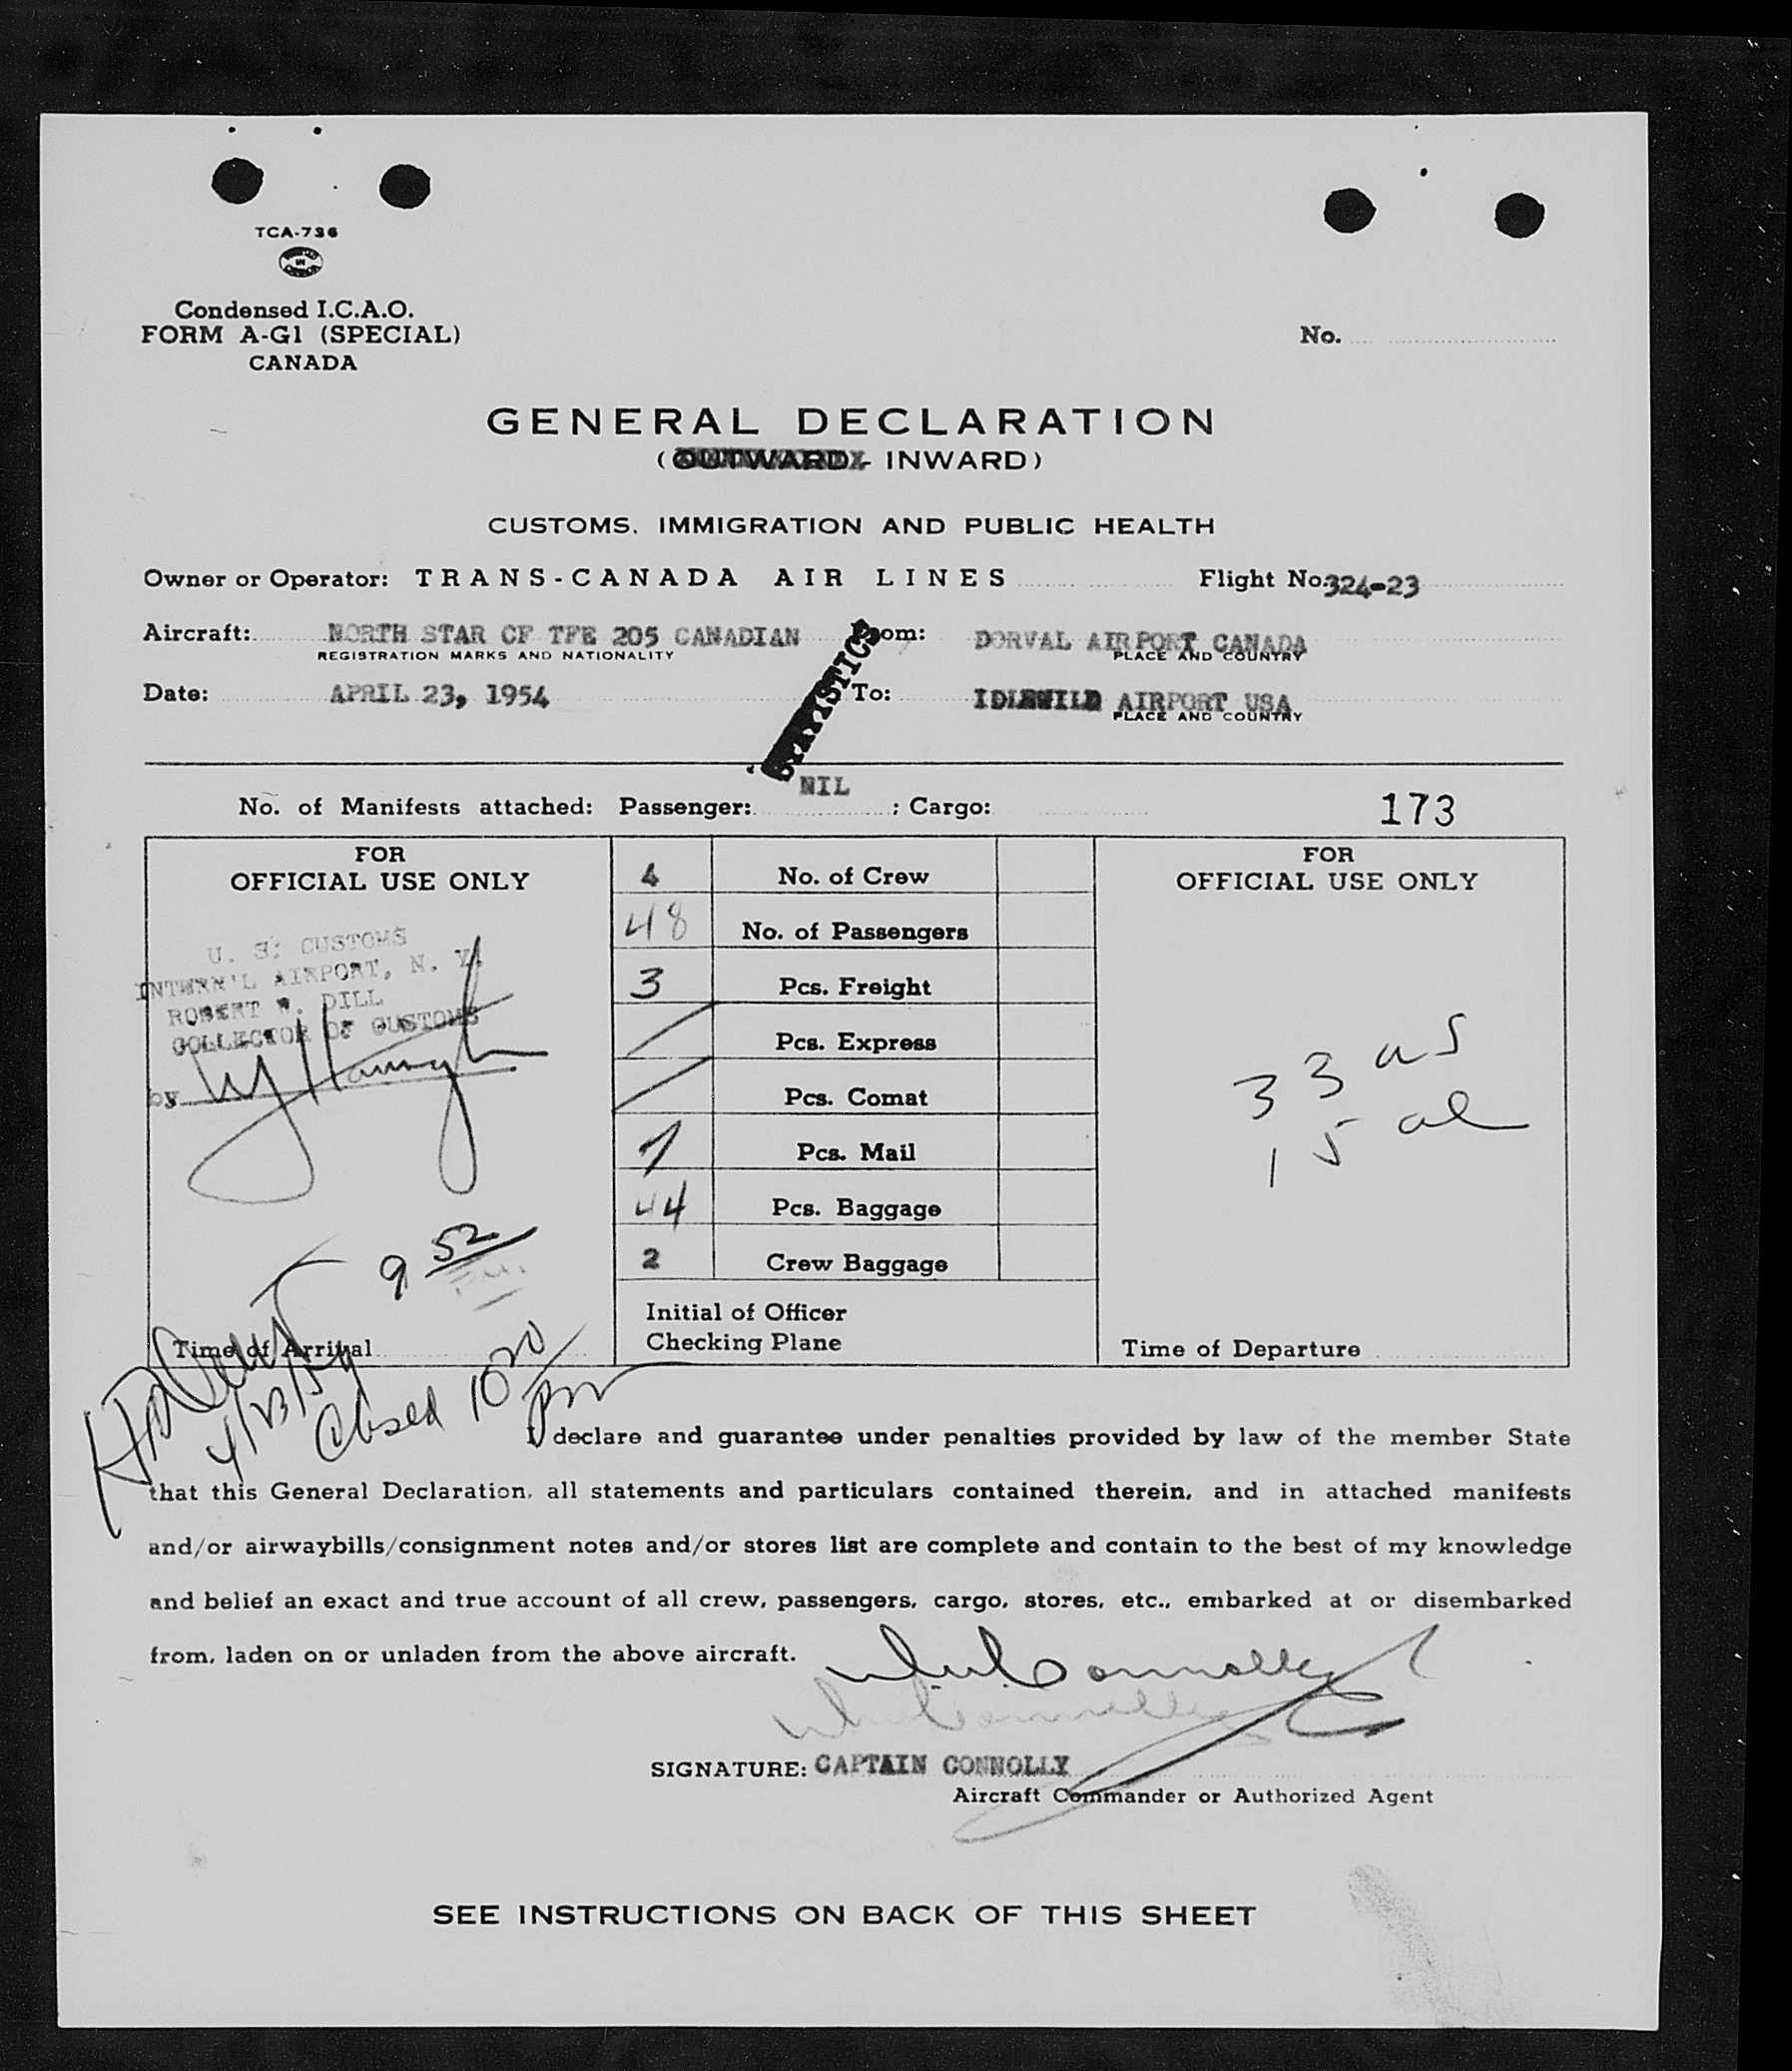 TCA-736
Condensed I.C.A.O.
FORM A-G1 (SPECIAL)
CANADA
No.
GENERAL DECLARATION
(OUTWARD - INWARD)
CUSTOMS, IMMIGRATION AND PUBLIC HEALTH
Owner or Operator: TRANS-CANADA AIR LINES Flight No. 324-23
Aircraft: NORTH STAR CF TFE 205 CANADIAN From: DORVAL AIRPORT CANADA
REGISTRATION MARKS AND NATIONALITY PLACE AND COUNTRY
STATISTICS
Date: APRIL 23, 1954 To: IDLEWILD AIRPORT USA
PLACE AND COUNTRY
No. of Manifests attached: Passenger: NIL ; Cargo: 173
FOR
OFFICIAL USE ONLY
U. S. CUSTOMS
INTERN'L AIRPORT, N. Y.
ROBERT W. DILL
COLLECTOR OF CUSTOMS
by
9 52
Time of Arrival
4/23/54
Closed 10 20
pm
4 No. of Crew
48 No. of Passengers
3 Pcs. Freight
Pcs. Express
Pcs. Comat
7 Pcs. Mail
44 Pcs. Baggage
2 Crew Baggage
Initial of Officer
Checking Plane
FOR
OFFICIAL USE ONLY
33 us
15 al
Time of Departure
I declare and guarantee under penalties provided by law of the member State
that this General Declaration, all statements and particulars contained therein, and in attached manifests
and/or airwaybills/consignment notes and/or stores list are complete and contain to the best of my knowledge
and belief an exact and true account of all crew, passengers, cargo, stores, etc., embarked at or disembarked
from, laden on or unladen from the above aircraft.
Connolly
SIGNATURE: CAPTAIN CONNOLLY
Aircraft Commander or Authorized Agent
SEE INSTRUCTIONS ON BACK OF THIS SHEET